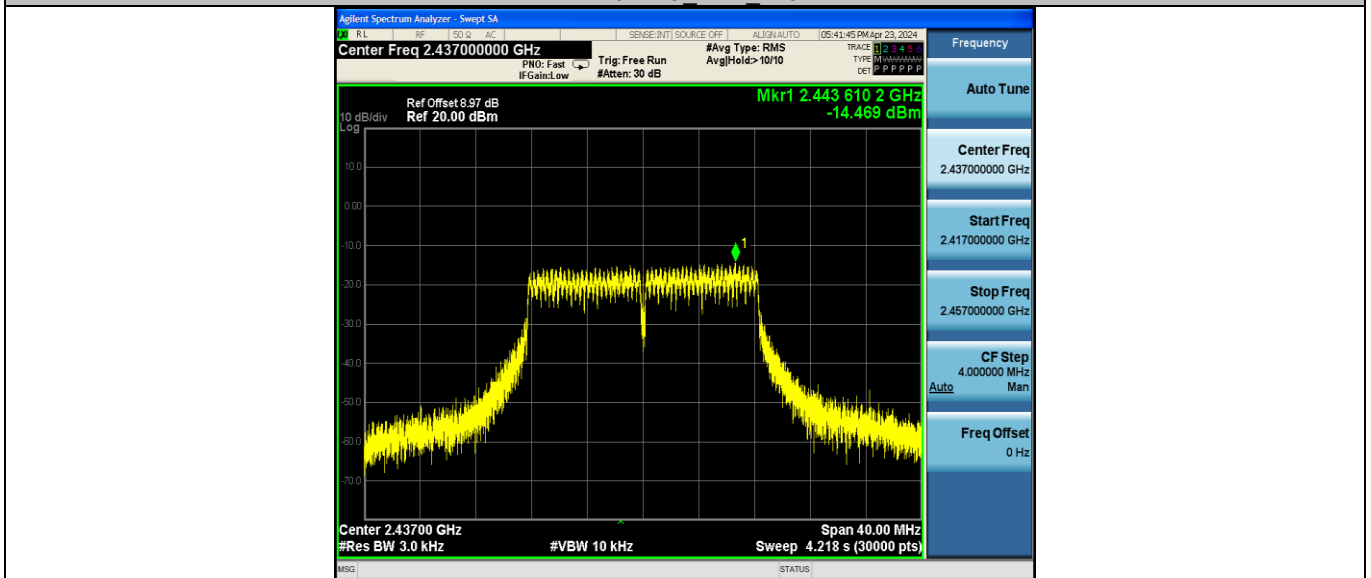 Agilent Spectrum Analyzer - Swept SA
RL RF 50 Ω AC SENSE:INT SOURCE OFF ALIGNAUTO 05:41:45 PM Apr 23, 2024
Center Freq 2.437000000 GHz
PNO: Fast
IFGain:Low
Trig: Free Run
#Atten: 30 dB
#Avg Type: RMS
Avg|Hold:>10/10
TRACE 1 2 3 4 5 6
TYPE M
DET P P P P P P
Ref Offset 8.97 dB
Ref 20.00 dBm
10 dB/div
Log
Mkr1 2.443 610 2 GHz
-14.469 dBm
10.0
0.00
-10.0
-20.0
-30.0
-40.0
-50.0
-60.0
-70.0
1
Center 2.43700 GHz
Span 40.00 MHz
#Res BW 3.0 kHz
#VBW 10 kHz
Sweep 4.218 s (30000 pts)
MSG
STATUS
Frequency
Auto Tune
Center Freq
2.437000000 GHz
Start Freq
2.417000000 GHz
Stop Freq
2.457000000 GHz
CF Step
4.000000 MHz
Auto Man
Freq Offset
0 Hz